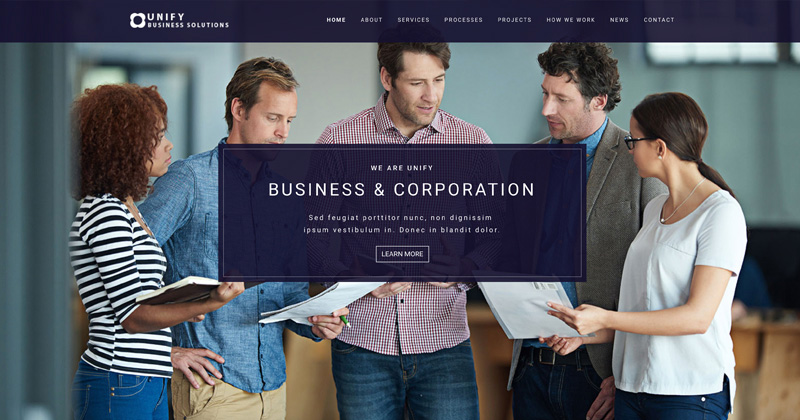 UNIFY
BUSINESS SOLUTIONS
HOME ABOUT SERVICES PROCESSES PROJECTS HOW WE WORK NEWS CONTACT
WE ARE UNIFY
BUSINESS & CORPORATION
Sed feugiat porttitor nunc, non dignissim
ipsum vestibulum in. Donec in blandit dolor.
LEARN MORE